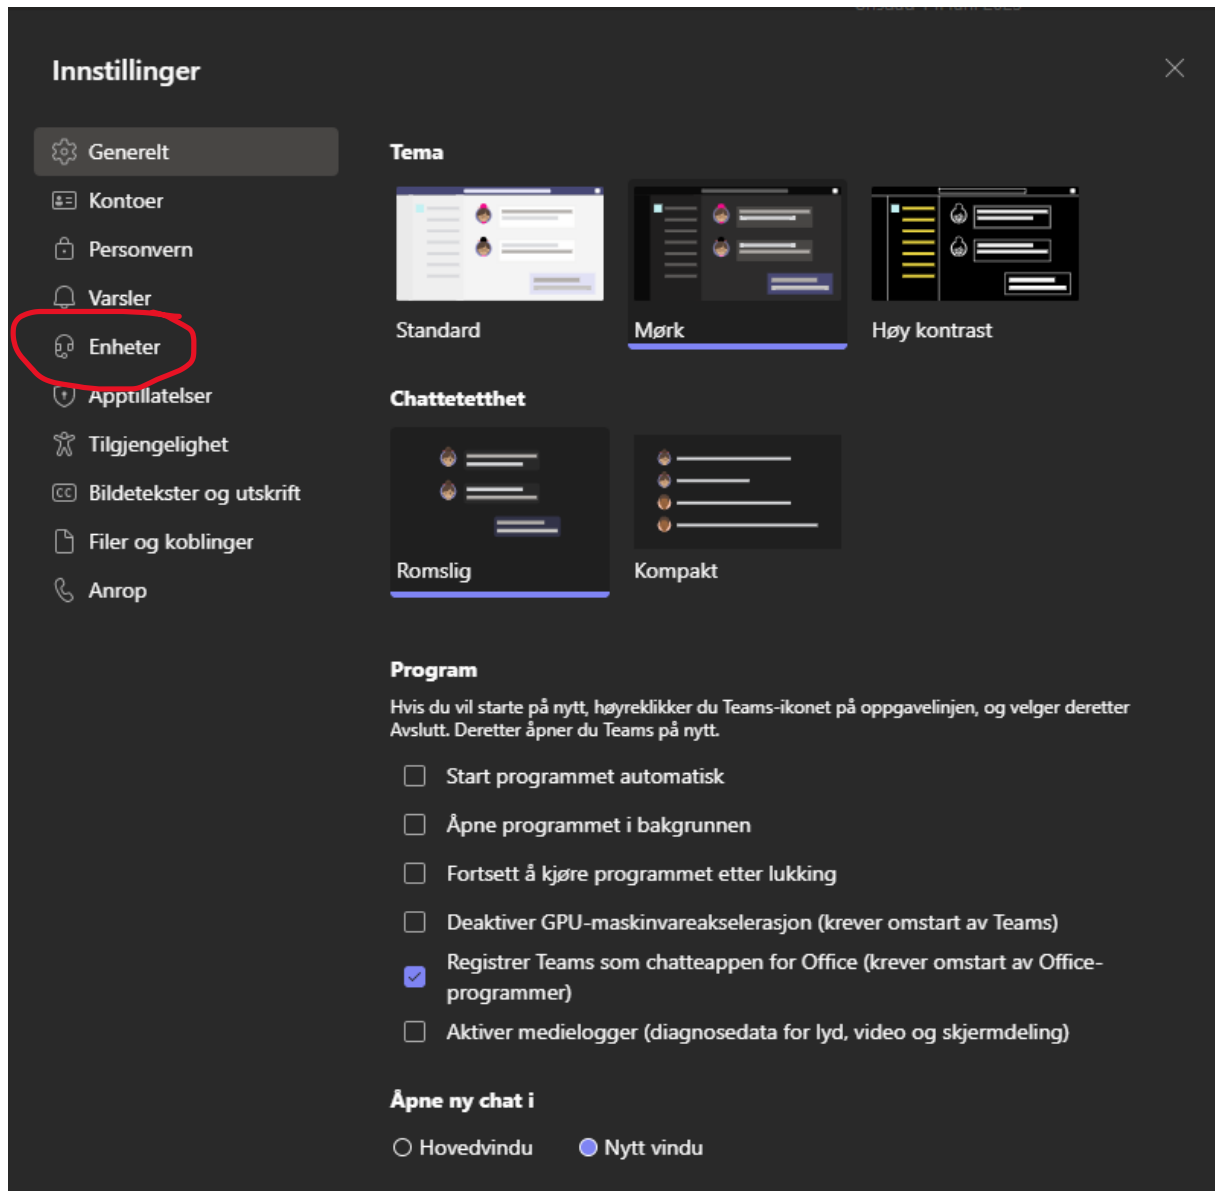 Innstillinger
Generelt
Kontoer
Personvern
Varsler
Enheter
Apptillatelser
Tilgjengelighet
CC Bildetekster og utskrift
Filer og koblinger
Anrop
Tema
Standard
Mørk
Høy kontrast
Chattetetthet
Romslig
Kompakt
Program
Hvis du vil starte på nytt, høyreklikker du Teams-ikonet på oppgavelinjen, og velger deretter
Avslutt. Deretter åpner du Teams på nytt.
Start programmet automatisk
Åpne programmet i bakgrunnen
Fortsett å kjøre programmet etter lukking
Deaktiver GPU-maskinvareakselerasjon (krever omstart av Teams)
Registrer Teams som chatteappen for Office (krever omstart av Office-
programmer)
Aktiver medielogger (diagnosedata for lyd, video og skjermdeling)
Åpne ny chat i
Hovedvindu
Nytt vindu